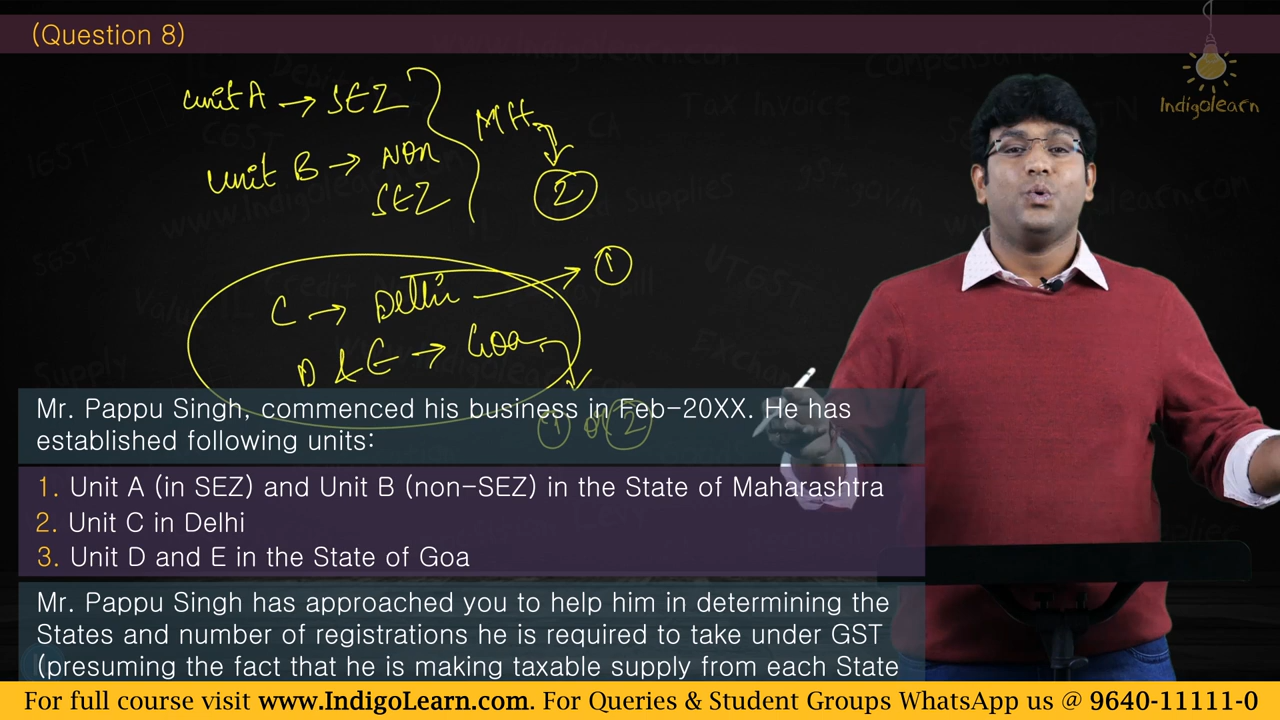 (Question 8)
Indigolearn
Unit A → SEZ
Unit B → NON
SEZ
MH
2
C → Delhi → 1
D & E → Goa
1 or 2
Mr. Pappu Singh, commenced his business in Feb-20XX. He has
established following units:
1. Unit A (in SEZ) and Unit B (non-SEZ) in the State of Maharashtra
2. Unit C in Delhi
3. Unit D and E in the State of Goa
Mr. Pappu Singh has approached you to help him in determining the
States and number of registrations he is required to take under GST
(presuming the fact that he is making taxable supply from each State
For full course visit www.IndigoLearn.com. For Queries & Student Groups WhatsApp us @ 9640-11111-0